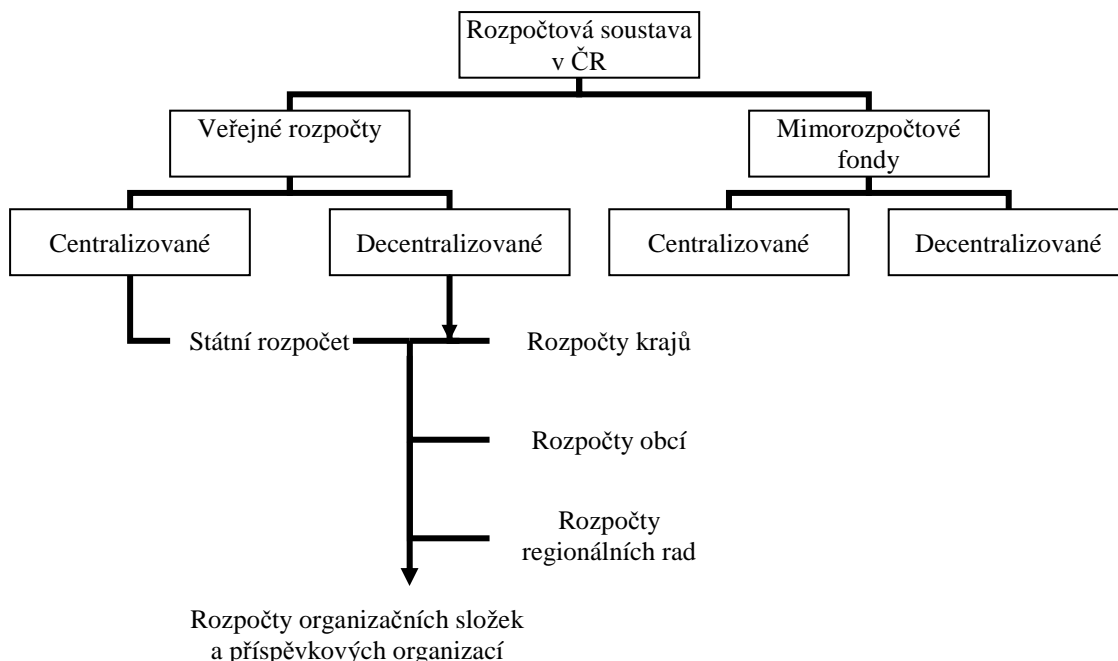 Rozpočtová soustava
v ČR
Veřejné rozpočty
Mimorozpočtové
fondy
Centralizované
Decentralizované
Centralizované
Decentralizované
Státní rozpočet
Rozpočty krajů
Rozpočty obcí
Rozpočty
regionálních rad
Rozpočty organizačních složek
a příspěvkových organizací